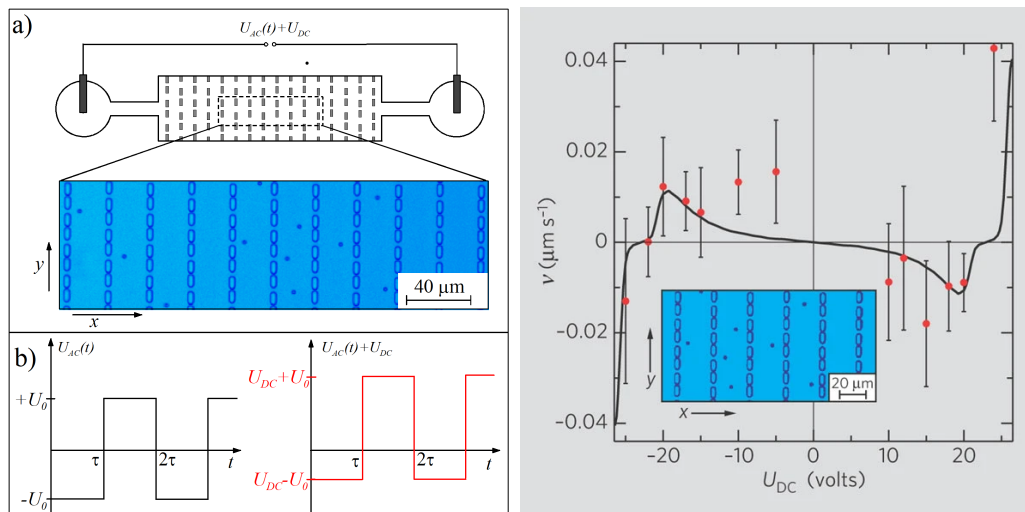 a)
U_AC(t)+U_DC
y
x
40 μm
b)
U_AC(t)
+U_0
τ
2τ
t
-U_0
U_AC(t)+U_DC
U_DC+U_0
τ
2τ
t
U_DC-U_0
0.04
0.02
0
−0.02
−0.04
ν (μm s⁻¹)
y
x
20 μm
−20
−10
0
10
20
U_DC (volts)